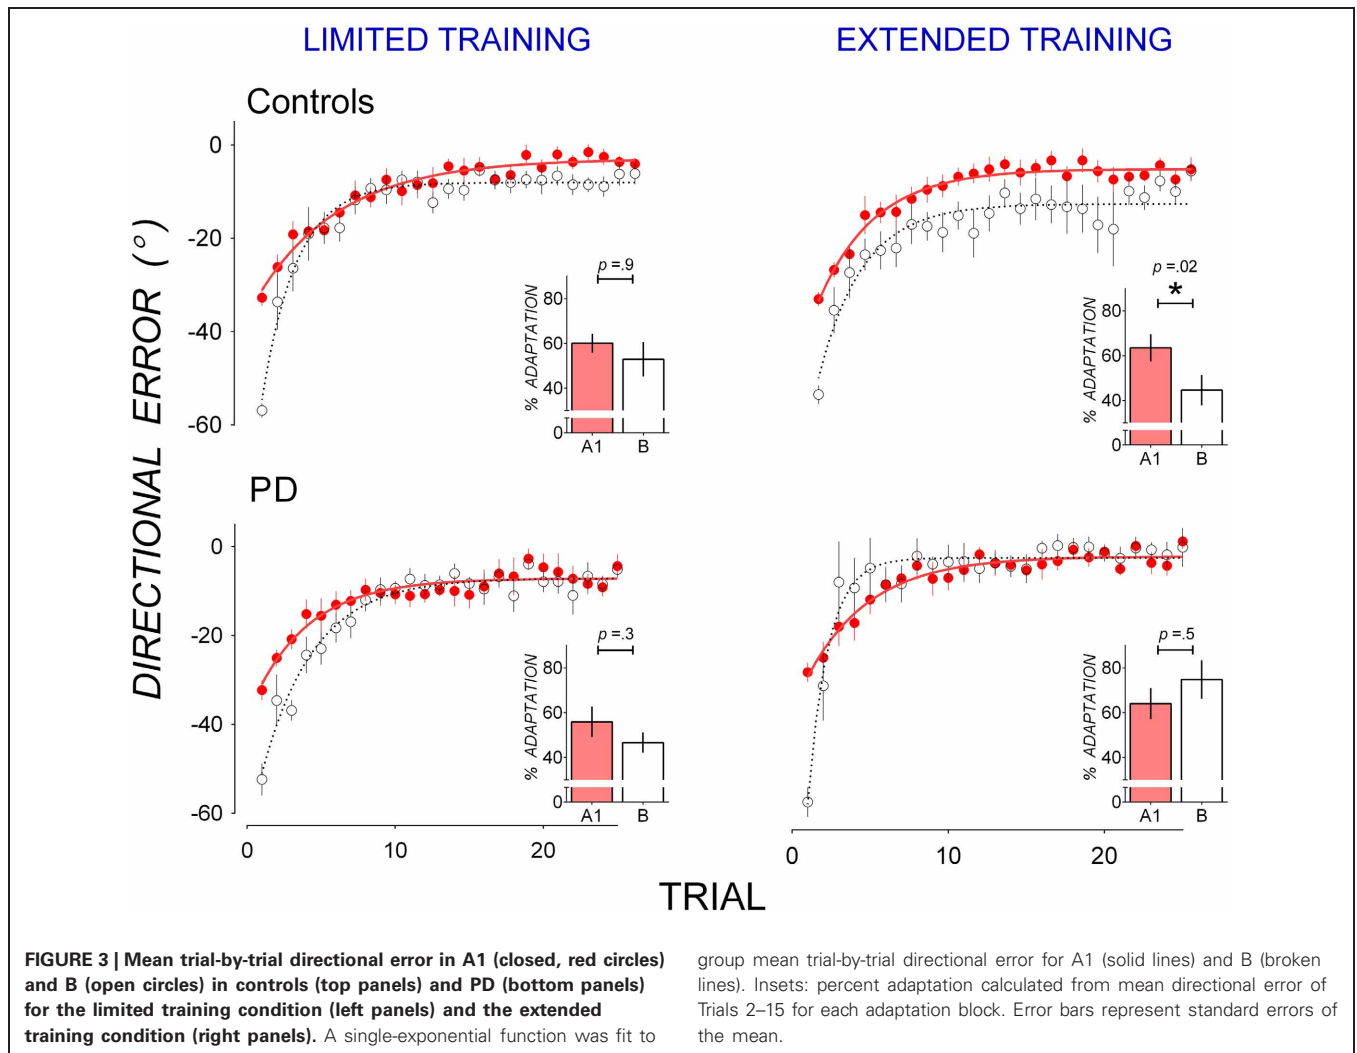 LIMITED TRAINING
EXTENDED TRAINING
Controls
DIRECTIONAL ERROR (°)
0
-20
-40
-60
p =.9
% ADAPTATION
80
60
40
0
A1
B
p =.02
*
% ADAPTATION
80
60
40
0
A1
B
PD
0
-20
-40
-60
p =.3
% ADAPTATION
80
60
40
0
A1
B
p =.5
% ADAPTATION
80
60
40
0
A1
B
0
10
20
0
10
20
TRIAL
FIGURE 3 | Mean trial-by-trial directional error in A1 (closed, red circles)
and B (open circles) in controls (top panels) and PD (bottom panels)
for the limited training condition (left panels) and the extended
training condition (right panels). A single-exponential function was fit to
group mean trial-by-trial directional error for A1 (solid lines) and B (broken
lines). Insets: percent adaptation calculated from mean directional error of
Trials 2–15 for each adaptation block. Error bars represent standard errors of
the mean.